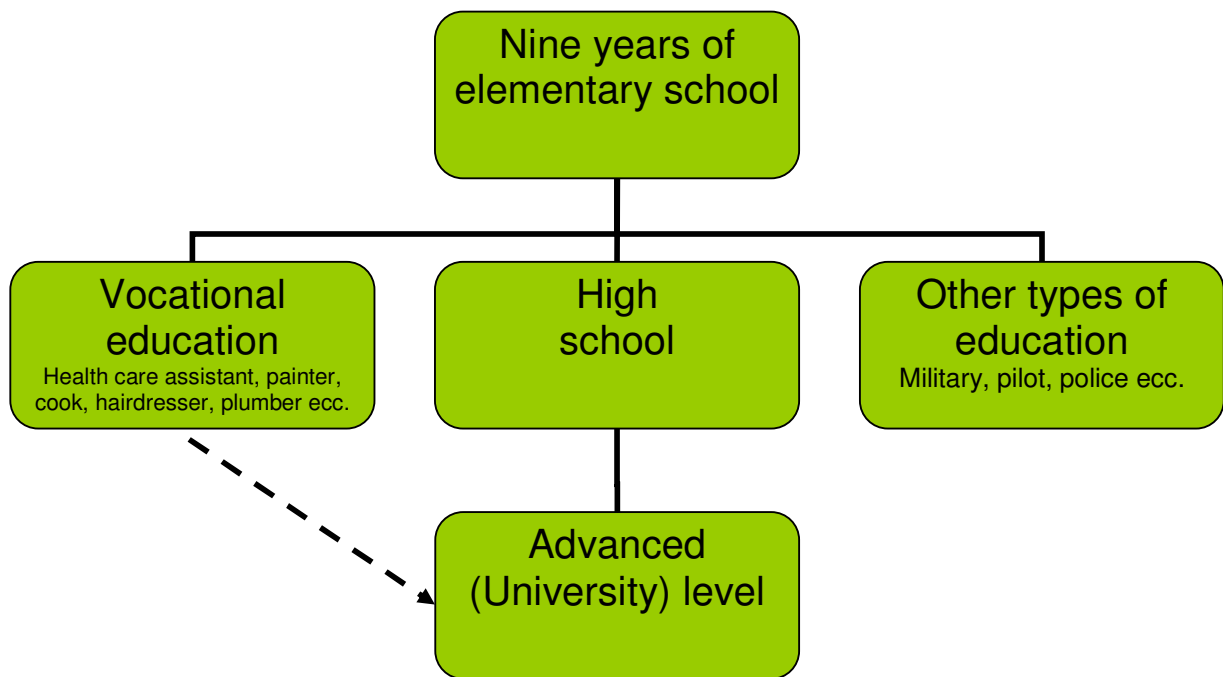 Nine years of
elementary school
Vocational
education
Health care assistant, painter,
cook, hairdresser, plumber ecc.
High
school
Other types of
education
Military, pilot, police ecc.
Advanced
(University) level